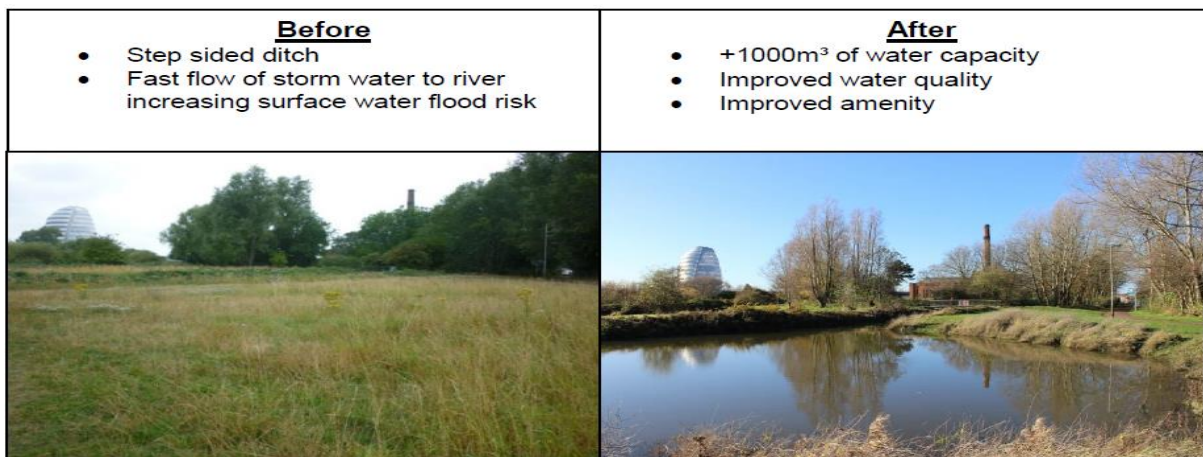 Before
• Step sided ditch
• Fast flow of storm water to river
increasing surface water flood risk
After
• +1000m³ of water capacity
• Improved water quality
• Improved amenity